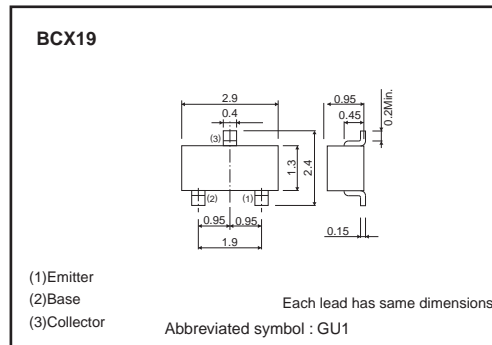 BCX19
2.9
0.4
(3)
1.3
2.4
(2)
(1)
0.95
0.95
1.9
0.95
0.45
0.2Min.
0.15
(1)Emitter
(2)Base
(3)Collector
Each lead has same dimensions
Abbreviated symbol : GU1